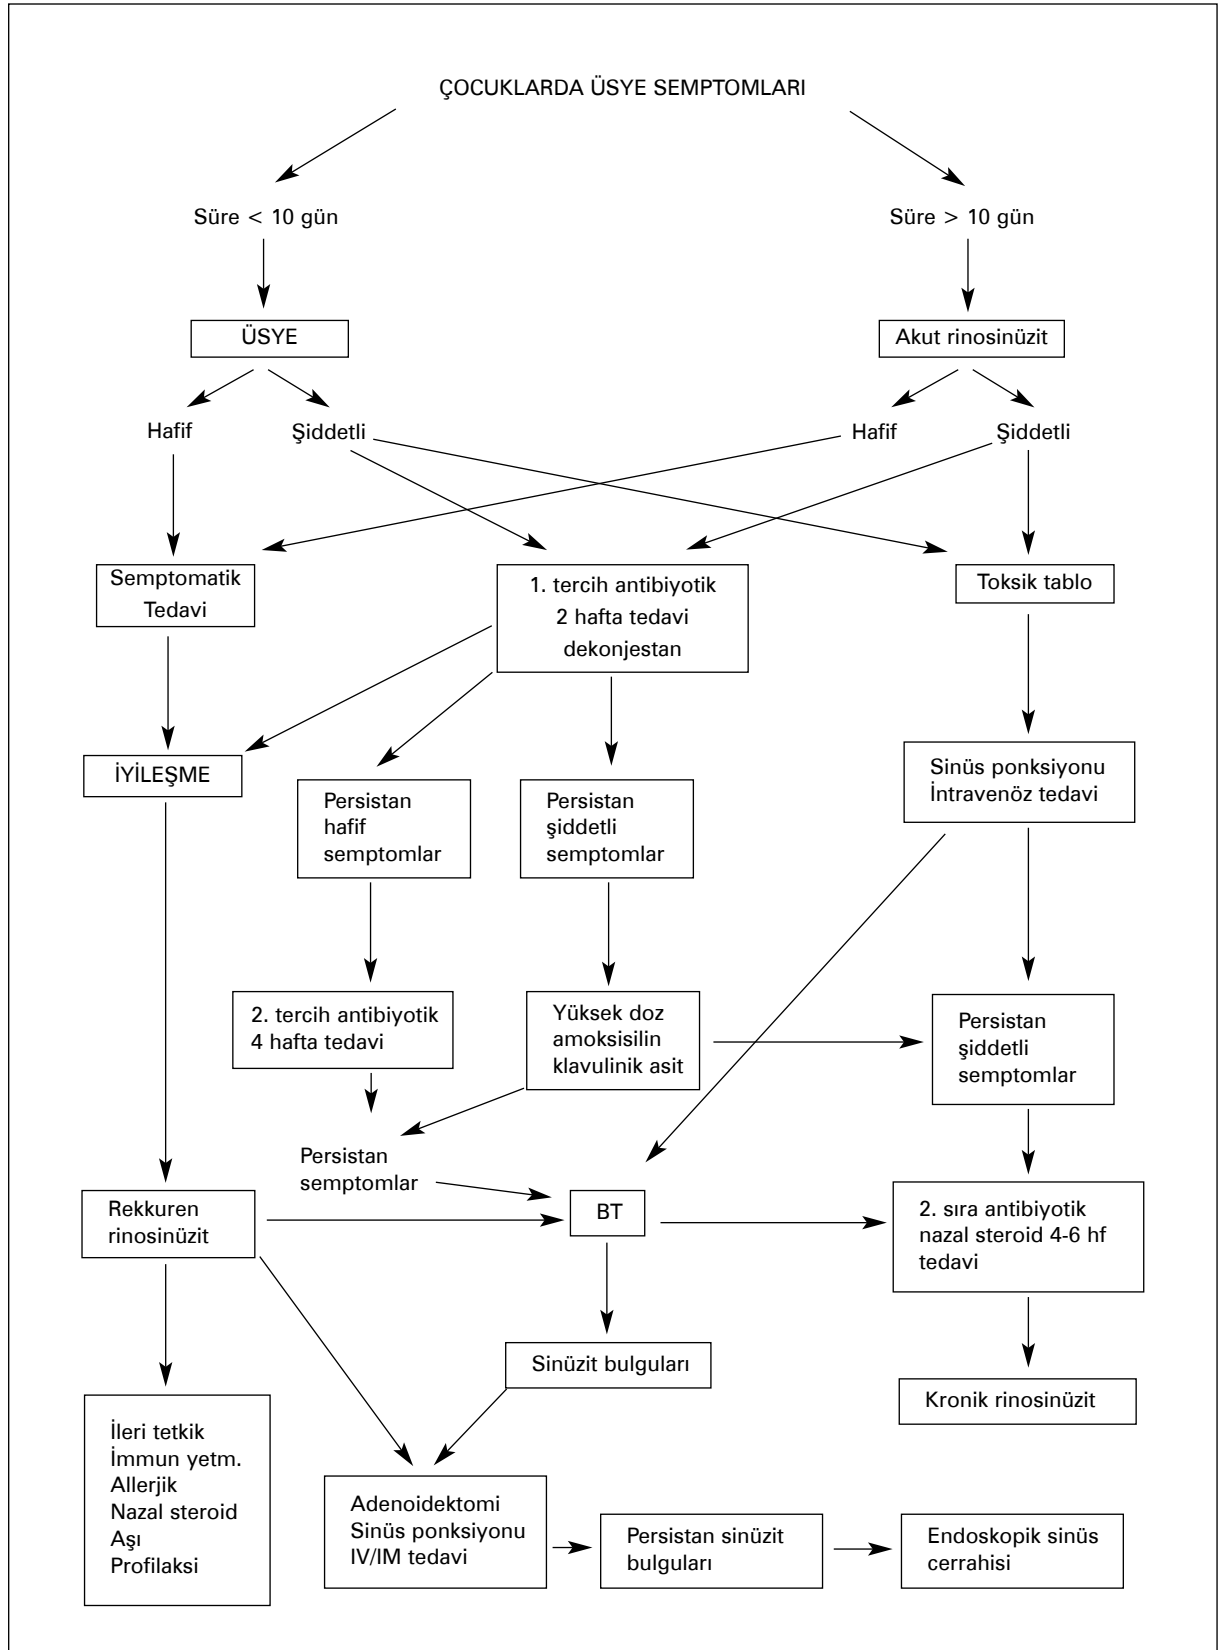 ÇOCUKLARDA ÜSYE SEMPTOMLARI
Süre < 10 gün
Süre > 10 gün
ÜSYE
Akut rinosinüzit
Hafif
Şiddetli
Hafif
Şiddetli
Semptomatik
Tedavi
1. tercih antibiyotik
2 hafta tedavi
dekonjestan
Toksik tablo
İYİLEŞME
Persistan
hafif
semptomlar
Persistan
şiddetli
semptomlar
Sinüs ponksiyonu
İntravenöz tedavi
2. tercih antibiyotik
4 hafta tedavi
Yüksek doz
amoksisilin
klavulinik asit
Persistan
şiddetli
semptomlar
Persistan
semptomlar
Rekkuren
rinosinüzit
BT
2. sıra antibiyotik
nazal steroid 4-6 hf
tedavi
Sinüzit bulguları
Kronik rinosinüzit
İleri tetkik
İmmun yetm.
Allerjik
Nazal steroid
Aşı
Profilaksi
Adenoidektomi
Sinüs ponksiyonu
IV/IM tedavi
Persistan sinüzit
bulguları
Endoskopik sinüs
cerrahisi